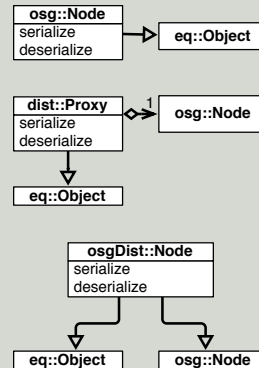 osg::Node
serialize
deserialize
eq::Object
dist::Proxy
serialize
deserialize
1
osg::Node
eq::Object
osgDist::Node
serialize
deserialize
eq::Object
osg::Node